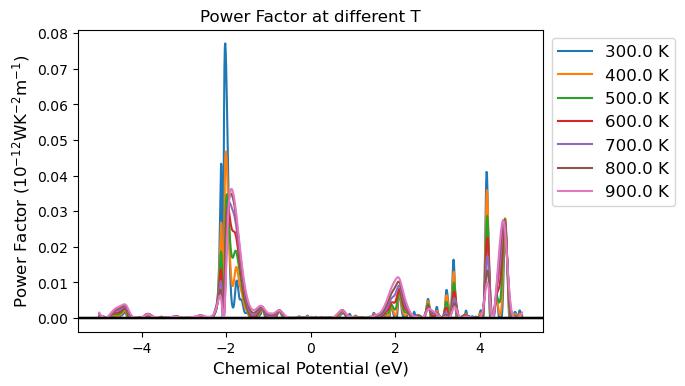 Power Factor at different T
Power Factor (10⁻¹²WK⁻²m⁻¹)
0.08
0.07
0.06
0.05
0.04
0.03
0.02
0.01
0.00
−4
−2
0
2
4
Chemical Potential (eV)
300.0 K
400.0 K
500.0 K
600.0 K
700.0 K
800.0 K
900.0 K